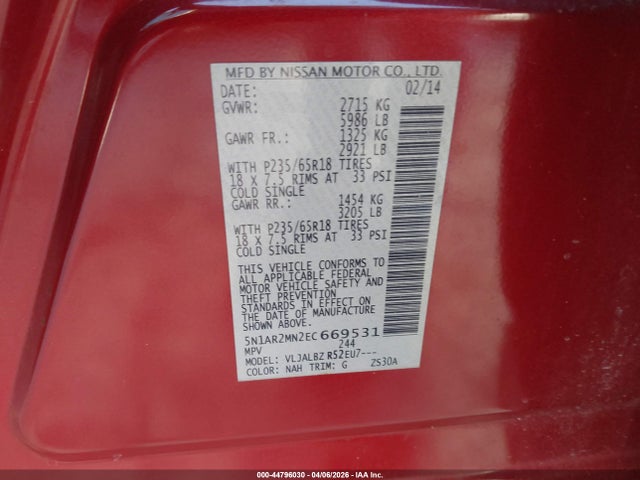 MFD BY NISSAN MOTOR CO., LTD.
DATE: 02/14
GVWR: 2715 KG
5986 LB
GAWR FR.: 1325 KG
2921 LB
WITH P235/65R18 TIRES
18 X 7.5 RIMS AT 33 PSI
COLD SINGLE
GAWR RR.: 1454 KG
3205 LB
WITH P235/65R18 TIRES
18 X 7.5 RIMS AT 33 PSI
COLD SINGLE
THIS VEHICLE CONFORMS TO
ALL APPLICABLE FEDERAL
MOTOR VEHICLE SAFETY AND
THEFT PREVENTION
STANDARDS IN EFFECT ON
THE DATE OF MANUFACTURE
SHOWN ABOVE.
5N1AR2MN2EC669531
MPV 244
MODEL: VLJALBZ RS2EU7---
COLOR: NAH TRIM: G ZS30A
000-44796030 - 04/06/2026 - IAA Inc.